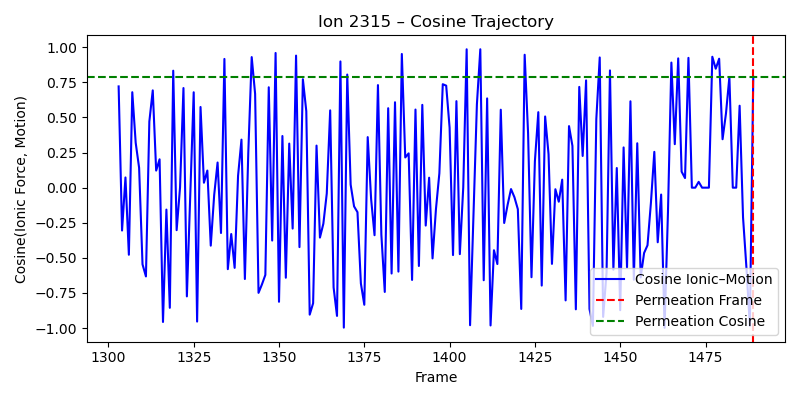 Ion 2315 – Cosine Trajectory
Cosine(Ionic Force, Motion)
1.00
0.75
0.50
0.25
0.00
−0.25
−0.50
−0.75
−1.00
Cosine Ionic–Motion
Permeation Frame
Permeation Cosine
1300 1325 1350 1375 1400 1425 1450 1475
Frame